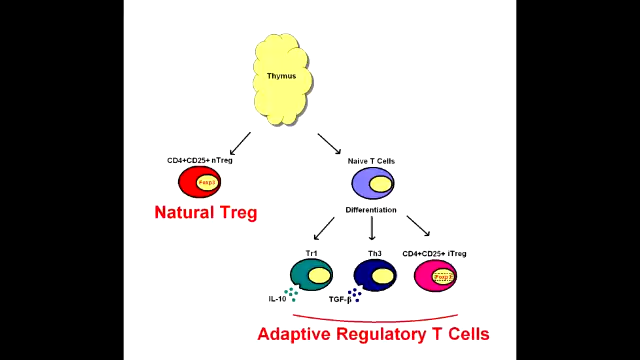 Thymus
CD4+CD25+ nTreg
Foxp3
Natural Treg
Naive T Cells
Differentiation
Tr1
Th3
CD4+CD25+ iTreg
Foxp3
IL-10
TGF-β
Adaptive Regulatory T Cells